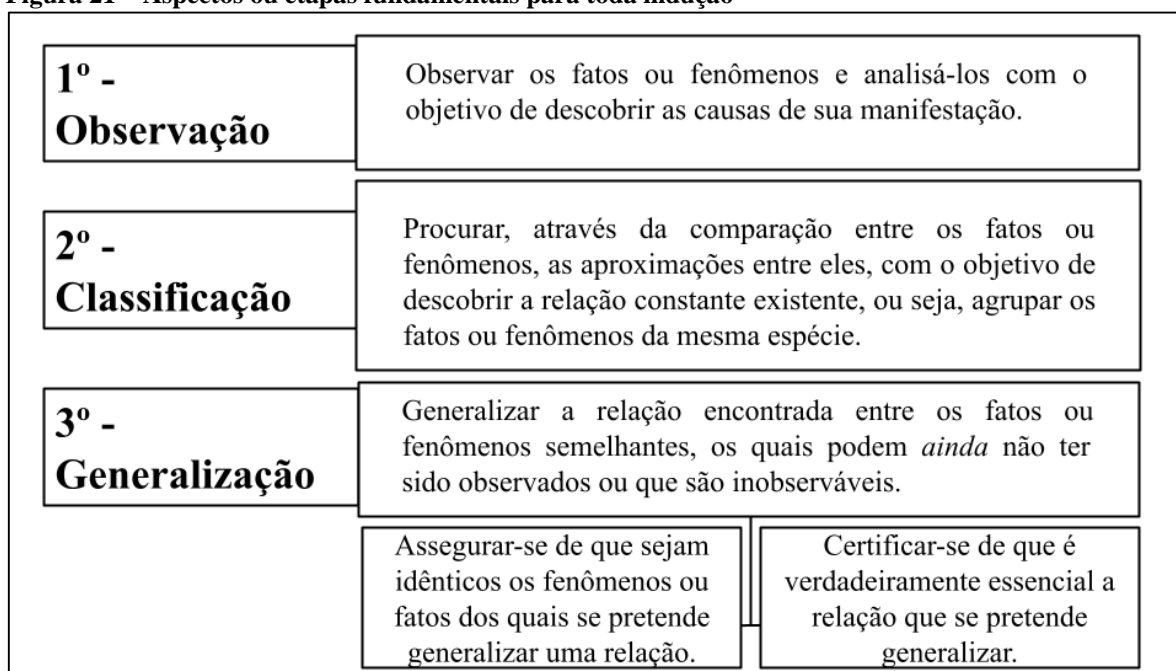 Figura 21 – Aspectos ou etapas fundamentais para toda indução
1º -
Observação
Observar os fatos ou fenômenos e analisá-los com o
objetivo de descobrir as causas de sua manifestação.
2º -
Classificação
Procurar, através da comparação entre os fatos ou
fenômenos, as aproximações entre eles, com o objetivo de
descobrir a relação constante existente, ou seja, agrupar os
fatos ou fenômenos da mesma espécie.
3º -
Generalização
Generalizar a relação encontrada entre os fatos ou
fenômenos semelhantes, os quais podem ainda não ter
sido observados ou que são inobserváveis.
Assegurar-se de que sejam
idênticos os fenômenos ou
fatos dos quais se pretende
generalizar uma relação.
Certificar-se de que é
verdadeiramente essencial a
relação que se pretende
generalizar.